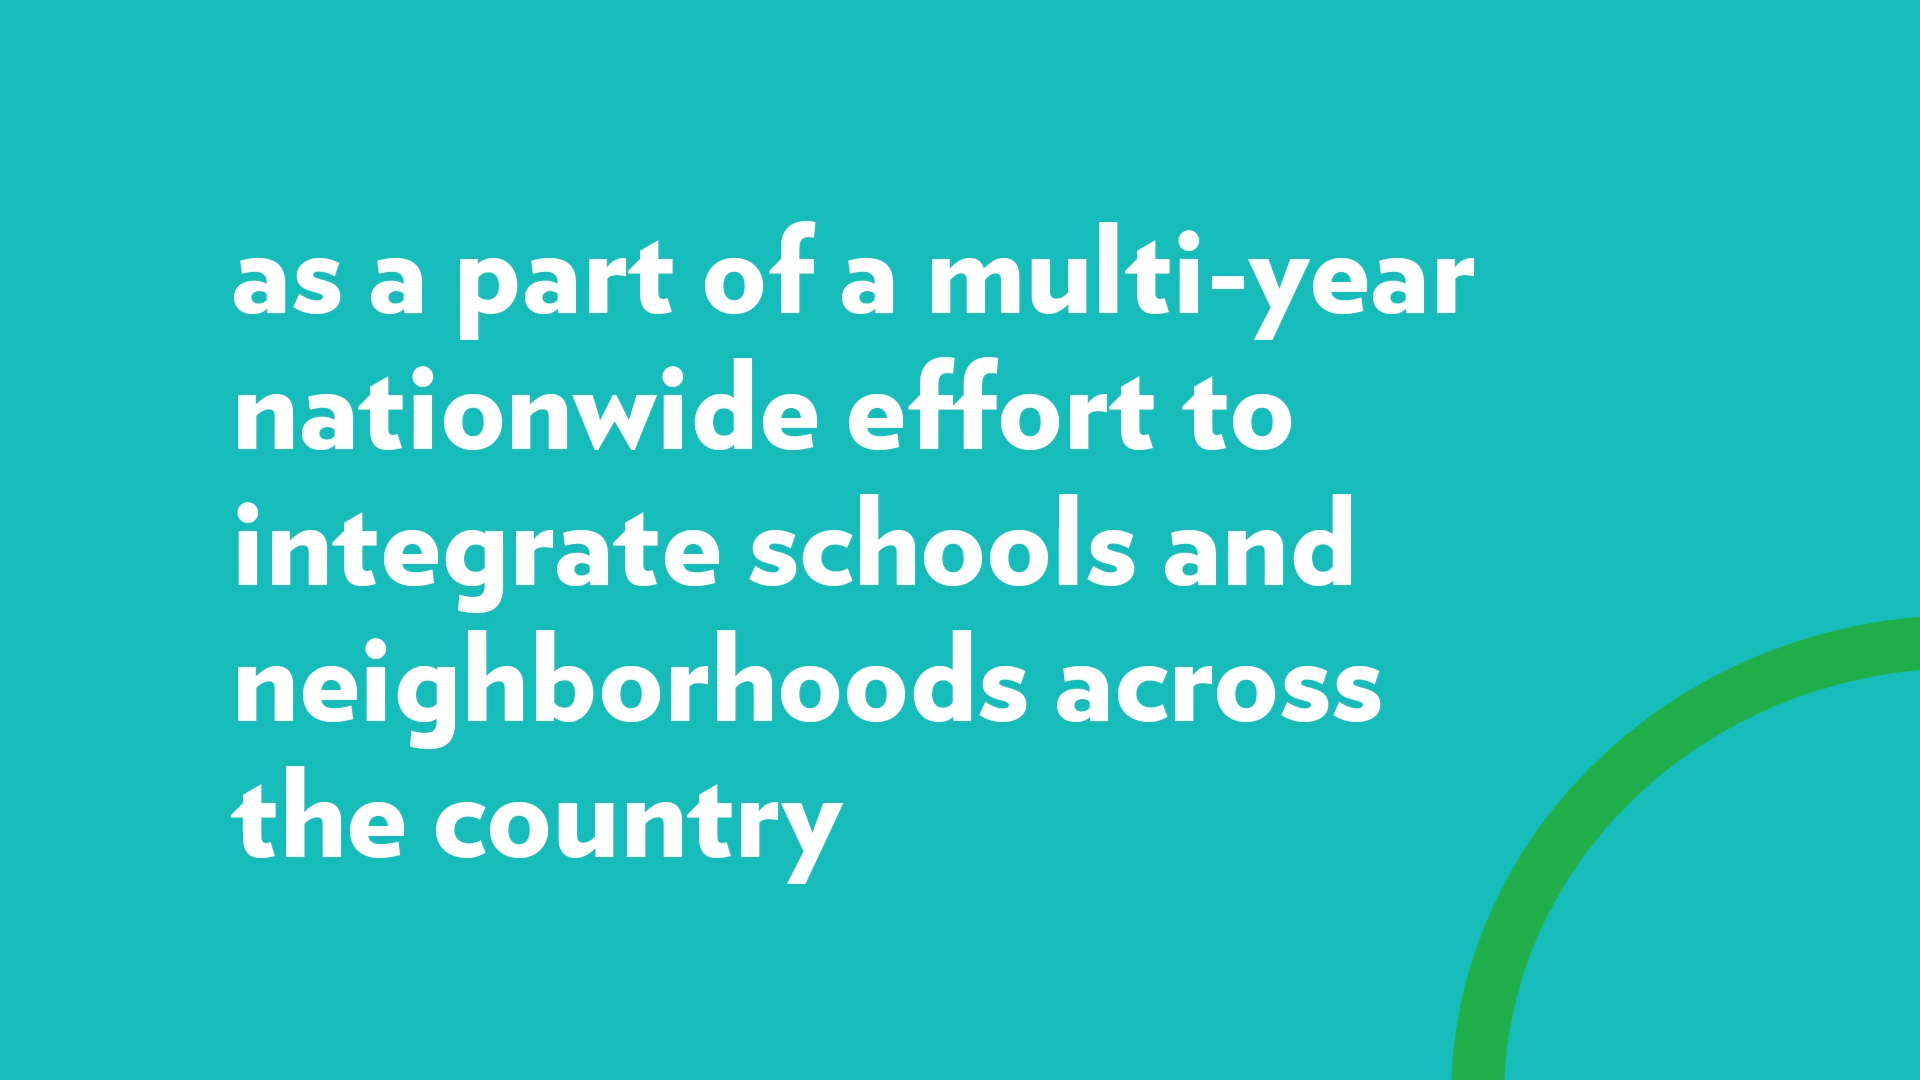 as a part of a multi-year
nationwide effort to
integrate schools and
neighborhoods across
the country